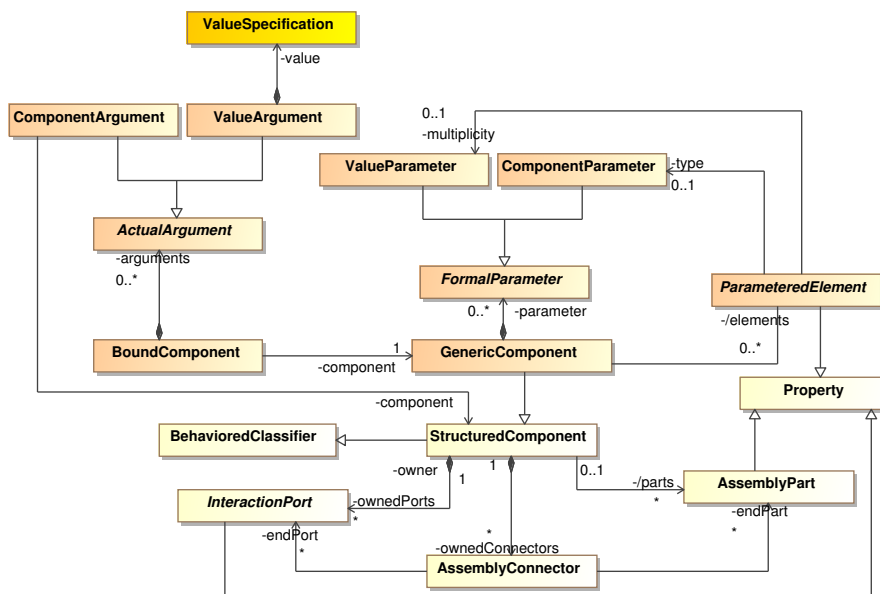 ValueSpecification
-value
ComponentArgument
ValueArgument
0..1
-multiplicity
ValueParameter
ComponentParameter
-type
0..1
ActualArgument
-arguments
0..*
FormalParameter
0..*
-parameter
ParameteredElement
-/elements
0..*
BoundComponent
1
-component
GenericComponent
Property
-component
BehavioredClassifier
StructuredComponent
-owner
1
1
0..1
-/parts
*
AssemblyPart
InteractionPort
-ownedPorts
*
-endPort
*
-endPart
*
*
-ownedConnectors
AssemblyConnector